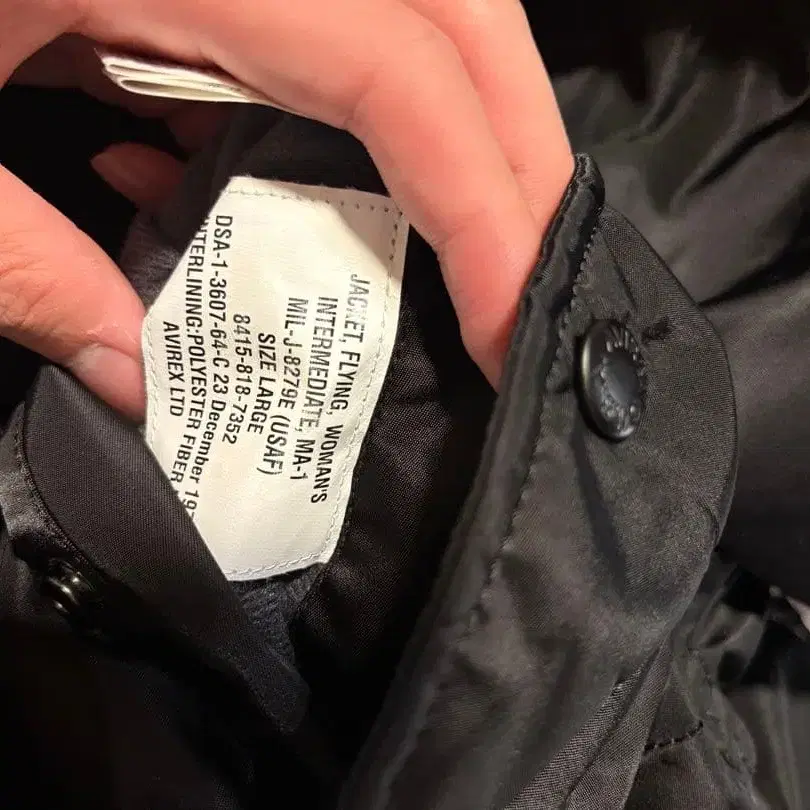 JACKET, FLYING, WOMAN'S
INTERMEDIATE, MA-1
MIL-J-8279E (USAF)
SIZE LARGE
8415-818-7352
DSA-1-3607-64-C 23 December 19
INTERLINING:POLYESTER FIBER
AVIREX LTD